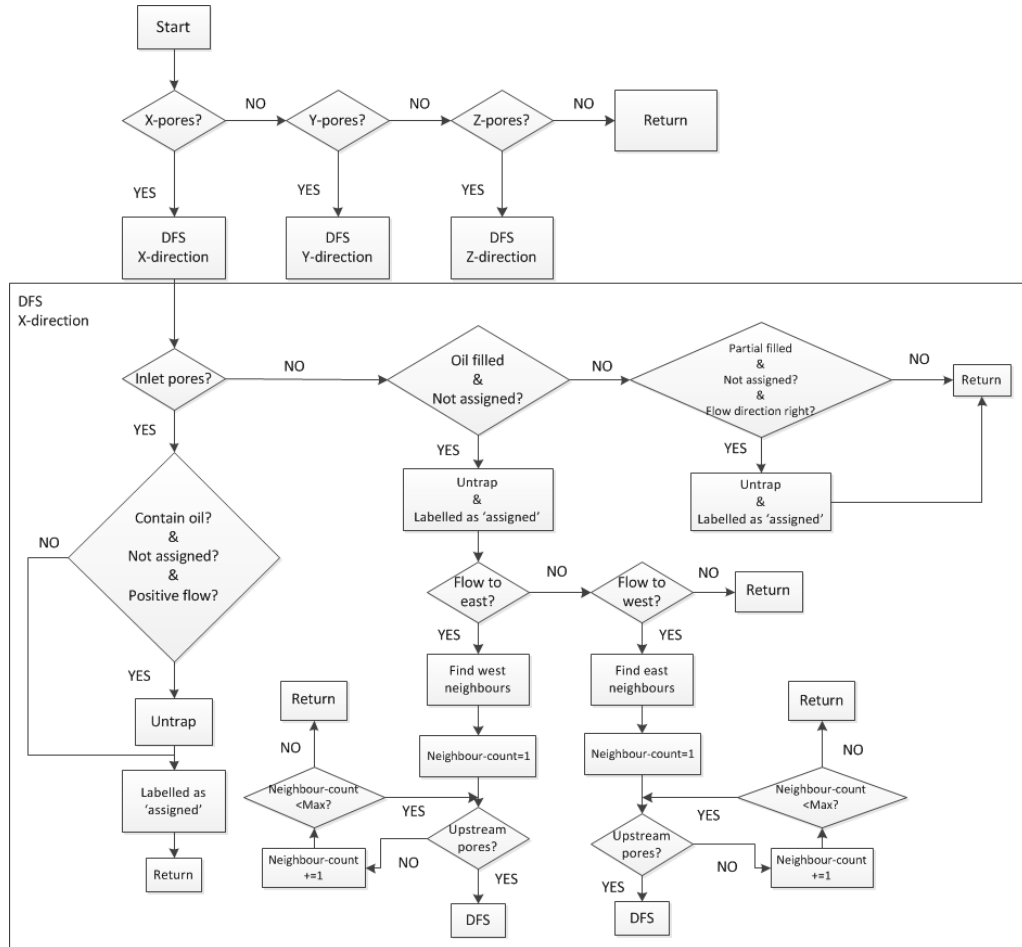 Start
X-pores?
NO
Y-pores?
NO
Z-pores?
NO
Return
YES
YES
YES
DFS
X-direction
DFS
Y-direction
DFS
Z-direction
DFS
X-direction
Inlet pores?
NO
Oil filled
&
Not assigned?
NO
Partial filled
&
Not assigned?
&
Flow direction right?
NO
Return
YES
YES
YES
Contain oil?
&
Not assigned?
&
Positive flow?
NO
Untrap
&
Labelled as ‘assigned’
Untrap
&
Labelled as ‘assigned’
Flow to
east?
NO
Flow to
west?
NO
Return
YES
YES
YES
Untrap
Labelled as
‘assigned’
Return
Find west
neighbours
Find east
neighbours
Return
Return
Neighbour-count=1
Neighbour-count=1
NO
NO
Neighbour-count
<Max?
YES
Neighbour-count
<Max?
YES
Upstream
pores?
NO
Neighbour-count
+=1
YES
DFS
Upstream
pores?
NO
Neighbour-count
+=1
YES
DFS